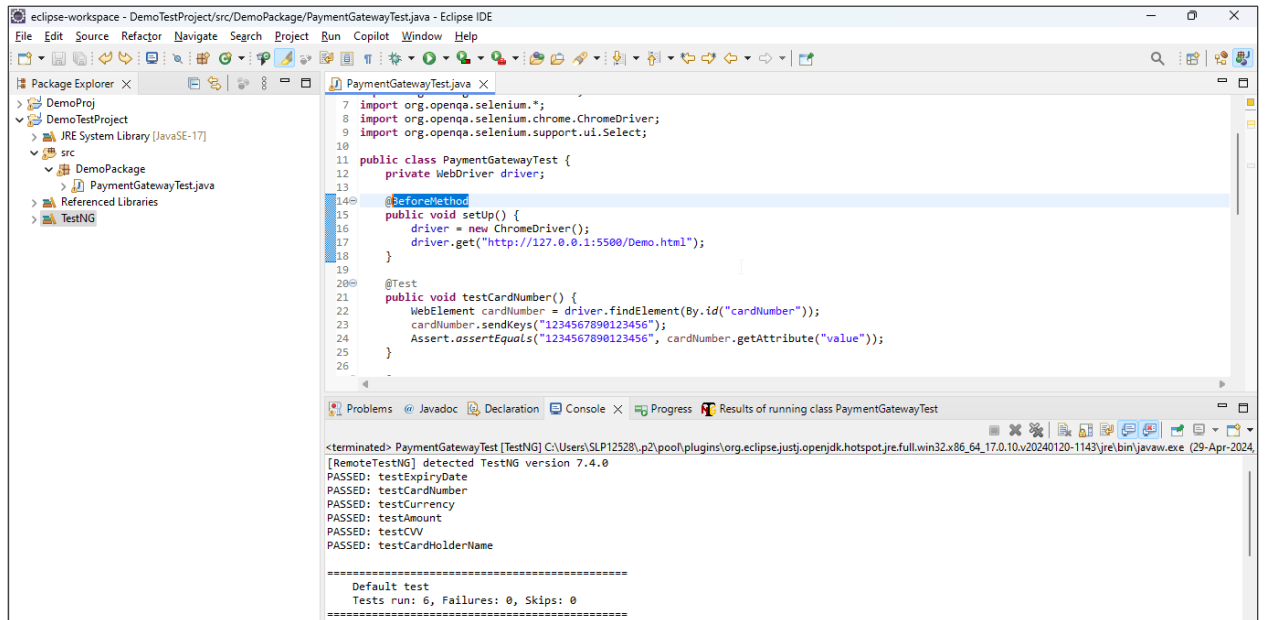 eclipse-workspace - DemoTestProject/src/DemoPackage/PaymentGatewayTest.java - Eclipse IDE
File Edit Source Refactor Navigate Search Project Run Copilot Window Help
Package Explorer
DemoProj
DemoTestProject
JRE System Library [JavaSE-17]
src
DemoPackage
PaymentGatewayTest.java
Referenced Libraries
TestNG
PaymentGatewayTest.java
7 import org.openqa.selenium.*;
8 import org.openqa.selenium.chrome.ChromeDriver;
9 import org.openqa.selenium.support.ui.Select;
10
11 public class PaymentGatewayTest {
12 private WebDriver driver;
13
14 @BeforeMethod
15 public void setUp() {
16 driver = new ChromeDriver();
17 driver.get("http://127.0.0.1:5500/Demo.html");
18 }
19
20 @Test
21 public void testCardNumber() {
22 WebElement cardNumber = driver.findElement(By.id("cardNumber"));
23 cardNumber.sendKeys("1234567890123456");
24 Assert.assertEquals("1234567890123456", cardNumber.getAttribute("value"));
25 }
26
Problems @ Javadoc Declaration Console Progress Results of running class PaymentGatewayTest
<terminated> PaymentGatewayTest [TestNG] C:\Users\SLP12528\.p2\pool\plugins\org.eclipse.justj.openjdk.hotspot.jre.full.win32.x86_64_17.0.10.v20240120-1143\jre\bin\javaw.exe (29-Apr-2024,
[RemoteTestNG] detected TestNG version 7.4.0
PASSED: testExpiryDate
PASSED: testCardNumber
PASSED: testCurrency
PASSED: testAmount
PASSED: testCVV
PASSED: testCardHolderName
===============================================
Default test
Tests run: 6, Failures: 0, Skips: 0
===============================================